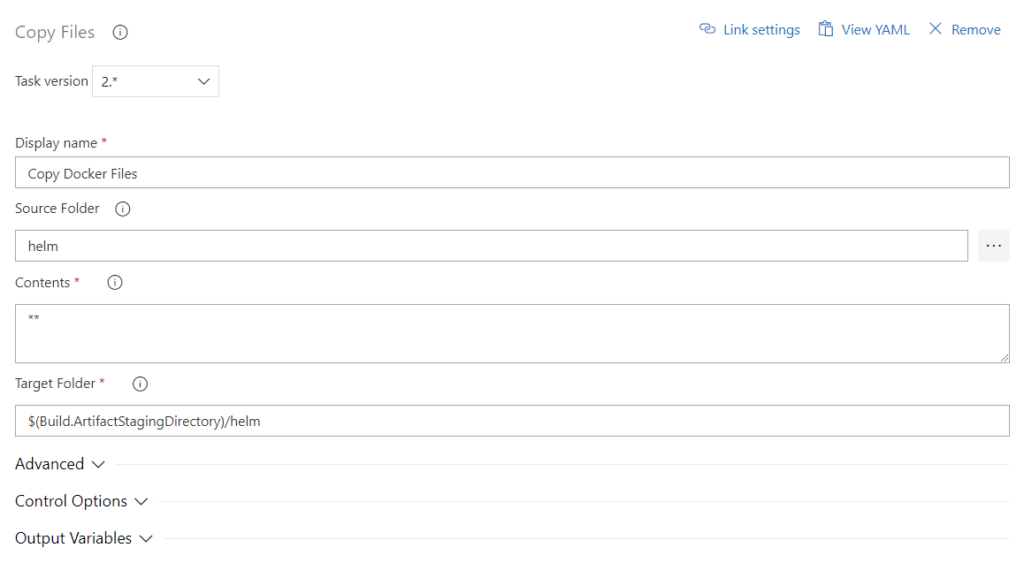 Copy Files
Link settings
View YAML
Remove
Task version 2.*
Display name *
Copy Docker Files
Source Folder
helm
...
Contents *
**
Target Folder *
$(Build.ArtifactStagingDirectory)/helm
Advanced
Control Options
Output Variables